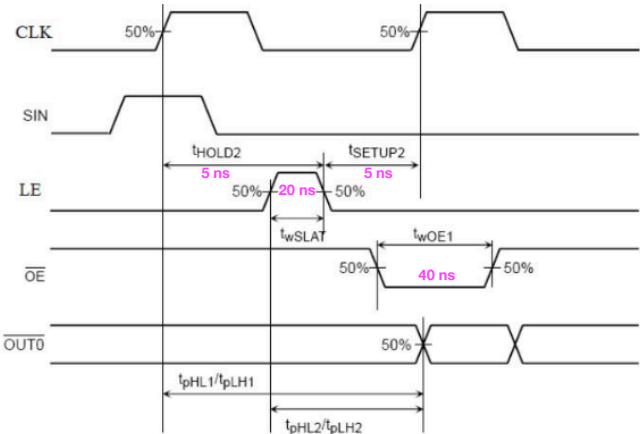 CLK 50% 50%
SIN
tHOLD2 tSETUP2
5 ns 5 ns
LE 50% 20 ns 50%
twSLAT twOE1
OE 50% 40 ns 50%
OUT0 50%
tpHL1/tpLH1
tpHL2/tpLH2